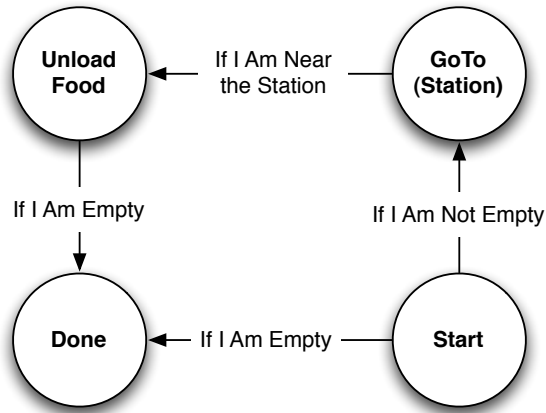 Unload
Food
If I Am Near
the Station
GoTo
(Station)
If I Am Empty
If I Am Not Empty
Done
If I Am Empty
Start